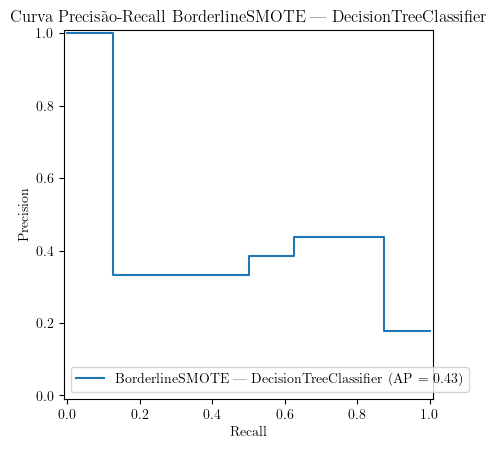 Curva Precisão-Recall BorderlineSMOTE — DecisionTreeClassifier
1.0
0.8
0.6
0.4
0.2
0.0
Precision
BorderlineSMOTE — DecisionTreeClassifier (AP = 0.43)
0.0 0.2 0.4 0.6 0.8 1.0
Recall